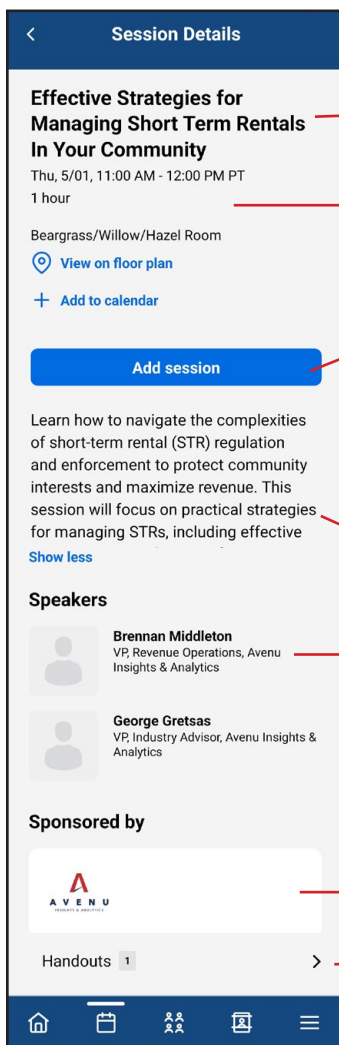 Session Details
Effective Strategies for
Managing Short Term Rentals
In Your Community
Thu, 5/01, 11:00 AM - 12:00 PM PT
1 hour
Beargrass/Willow/Hazel Room
View on floor plan
Add to calendar
Add session
Learn how to navigate the complexities
of short-term rental (STR) regulation
and enforcement to protect community
interests and maximize revenue. This
session will focus on practical strategies
for managing STRs, including effective
Show less
Speakers
Brennan Middleton
VP, Revenue Operations, Avenu
Insights & Analytics
George Gretsas
VP, Industry Advisor, Avenu Insights &
Analytics
Sponsored by
AVENU
INSIGHTS & ANALYTICS
Handouts 1